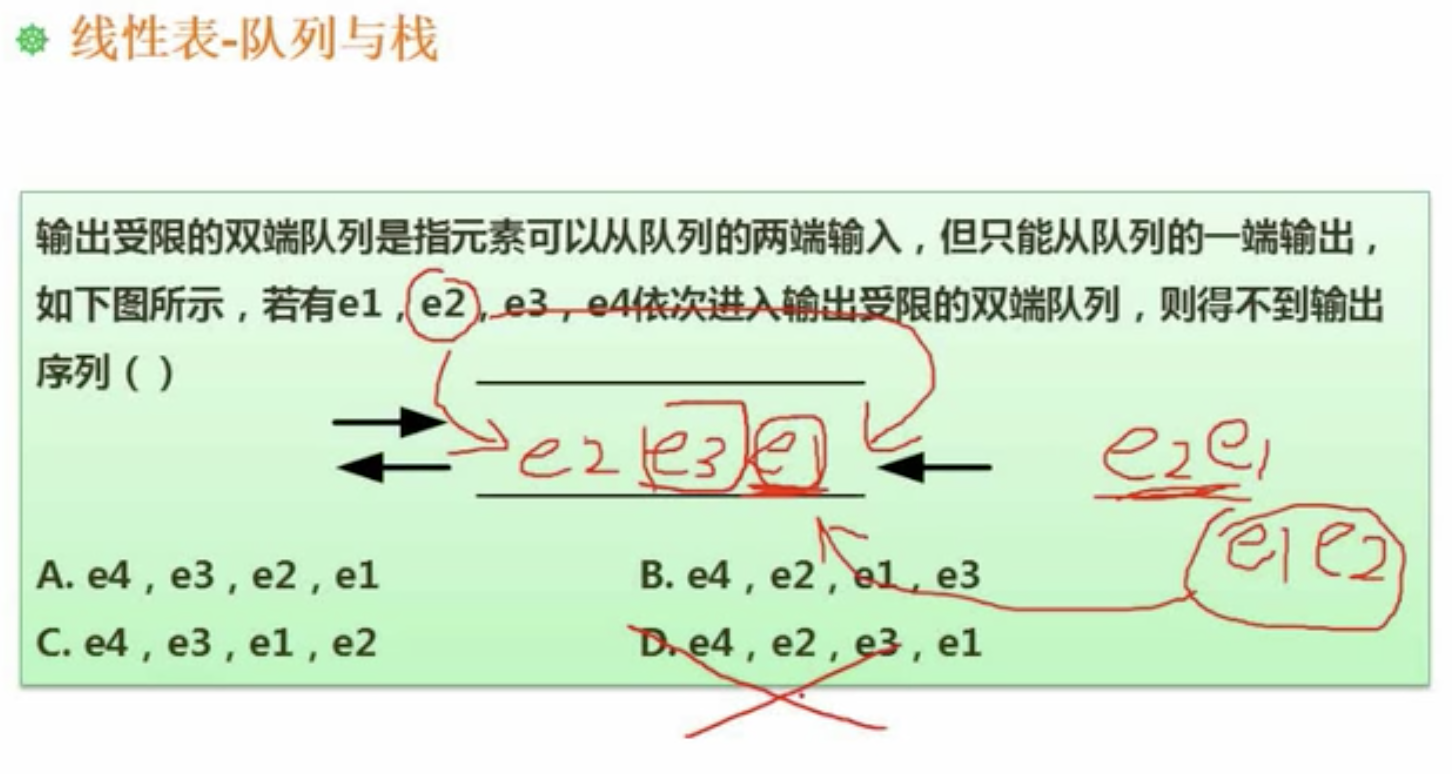 线性表-队列与栈
输出受限的双端队列是指元素可以从队列的两端输入，但只能从队列的一端输出，
如下图所示，若有e1，e2，e3，e4依次进入输出受限的双端队列，则得不到输出
序列（ ）
e2 e3 e1
e2e1
e1 e2
A. e4，e3，e2，e1
B. e4，e2，e1，e3
C. e4，e3，e1，e2
D. e4，e2，e3，e1